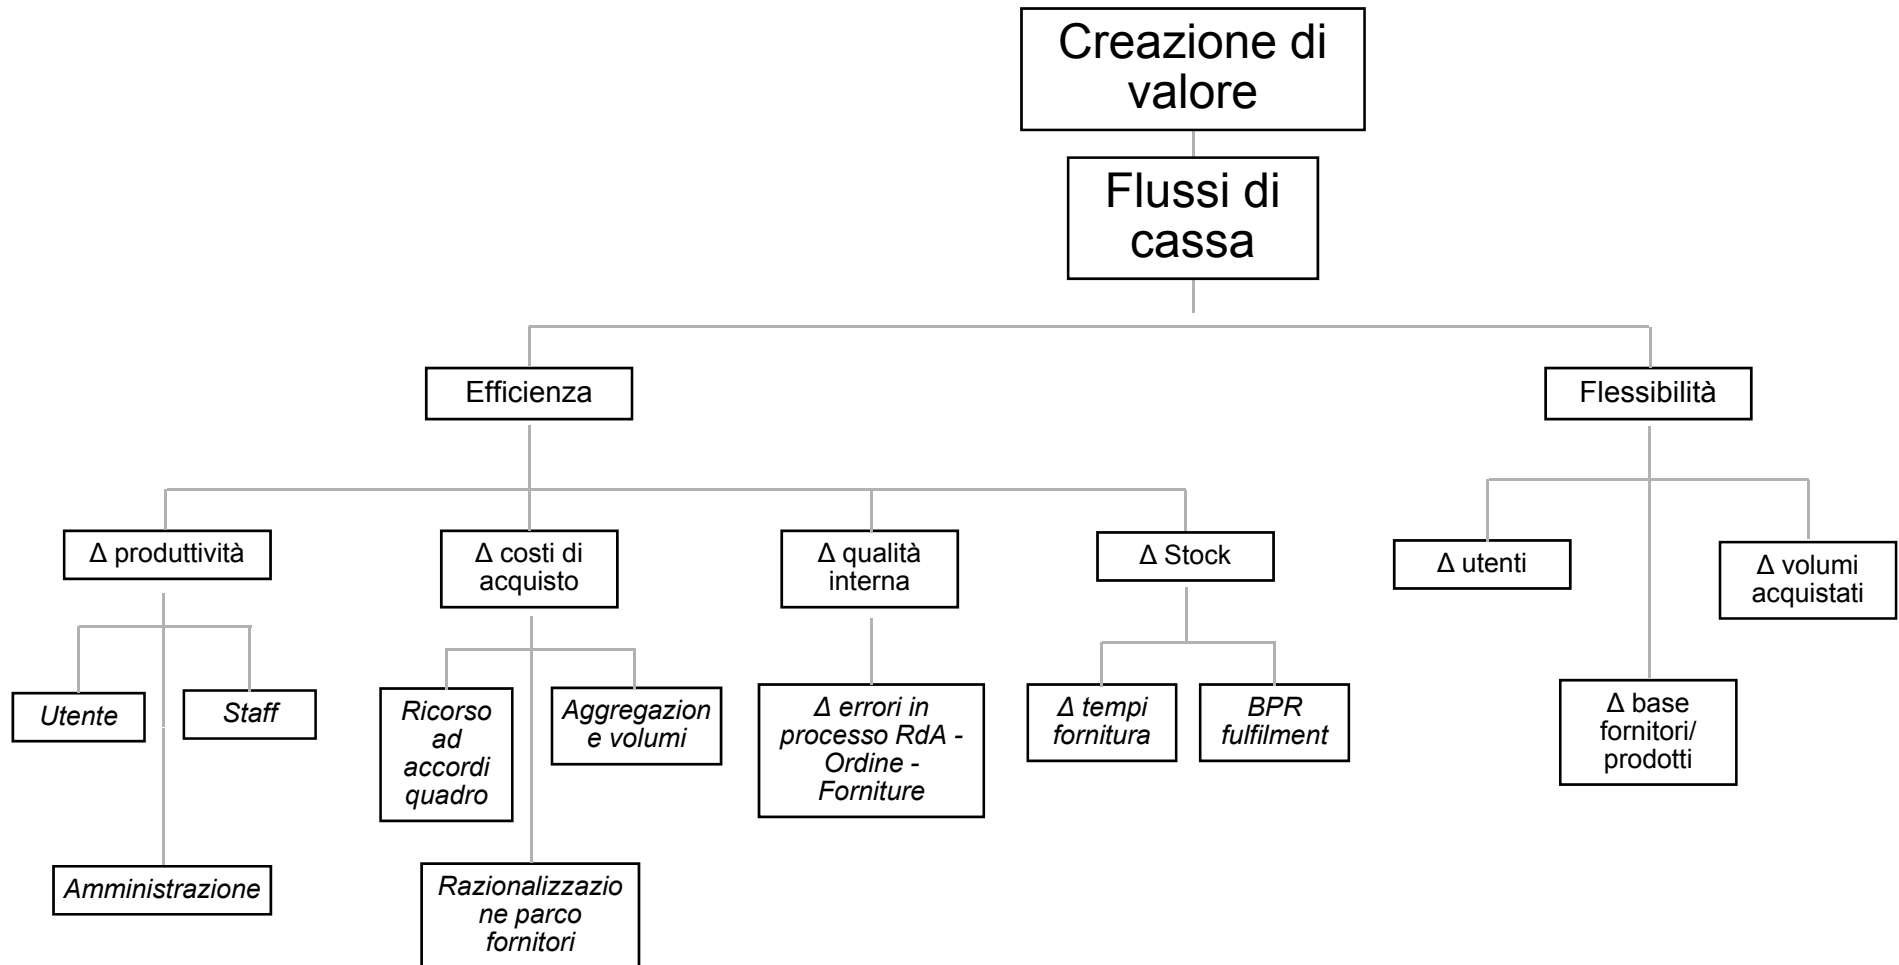 Creazione di
valore
Flussi di
cassa
Efficienza
Flessibilità
Δ produttività
Δ costi di
acquisto
Δ qualità
interna
Δ Stock
Δ utenti
Δ volumi
acquistati
Utente
Staff
Ricorso
ad
accordi
quadro
Aggregazion
e volumi
Δ errori in
processo RdA -
Ordine -
Forniture
Δ tempi
fornitura
BPR
fulfilment
Δ base
fornitori/
prodotti
Amministrazione
Razionalizzazio
ne parco
fornitori